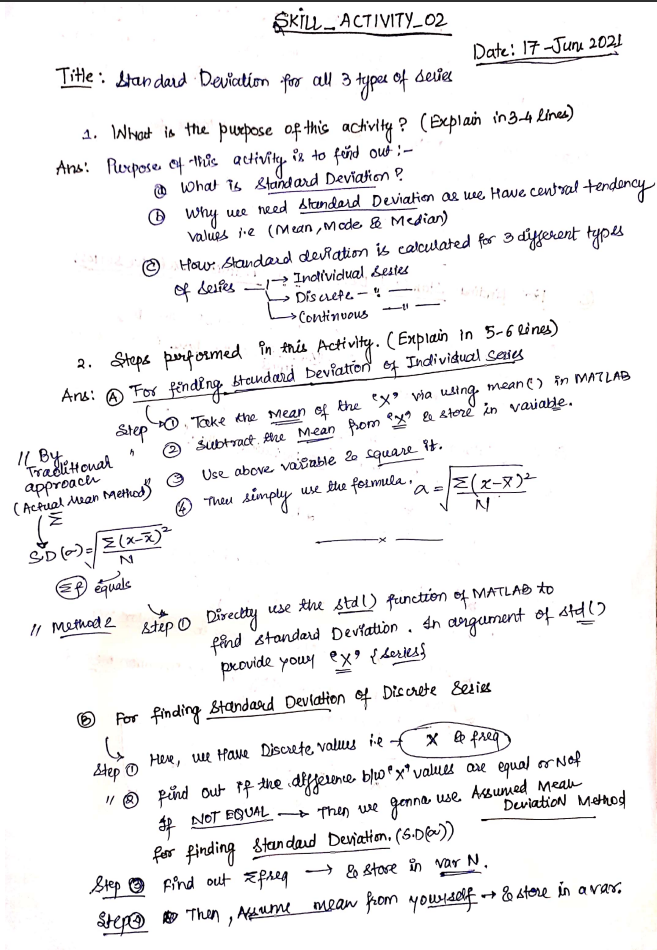 SKILL_ACTIVITY_02
Date: 17-June 2021
Title: Standard Deviation for all 3 types of series
1. What is the purpose of this activity? (Explain in 3-4 lines)
Ans: Purpose of this activity is to find out :-
ⓐ What is Standard Deviation?
ⓑ Why we need Standard Deviation as we Have central tendency
values i.e (Mean, Mode & Median)
ⓒ How standard deviation is calculated for 3 different types
of Series → Individual Series
→ Discrete — " —
→ Continuous — " —
2. Steps performed in this Activity. (Explain in 5-6 lines)
Ans: Ⓐ For finding standard Deviation of Individual Series
Step ① Take the Mean of the "X" via using mean() in MATLAB
" ② Subtract the Mean from "X" & store in variable.
// By
Traditional
approach
(Actual Mean Method)
③ Use above variable & square it.
④ Then simply use the formula, a = √Σ(x-x̄)²/N
SD(σ) = √Σ(x-x̄)²/N
Σf equals
// Method 2 Step ① Directly use the std() function of MATLAB to
find standard Deviation. In argument of std()
provide your "X" {series}
Ⓑ For finding Standard Deviation of Discrete Series
Step ① Here, we Have Discrete values i.e → X & freq
" ② find out if the difference b/w "x" values are equal or Not
If NOT EQUAL → Then we gonna use Assumed Mean
Deviation Method
for finding Standard Deviation. (S.D(σ))
Step ③ Find out Σfreq → & Store in var N.
Step ④ Then, Assume mean from yourself → & store in a var.